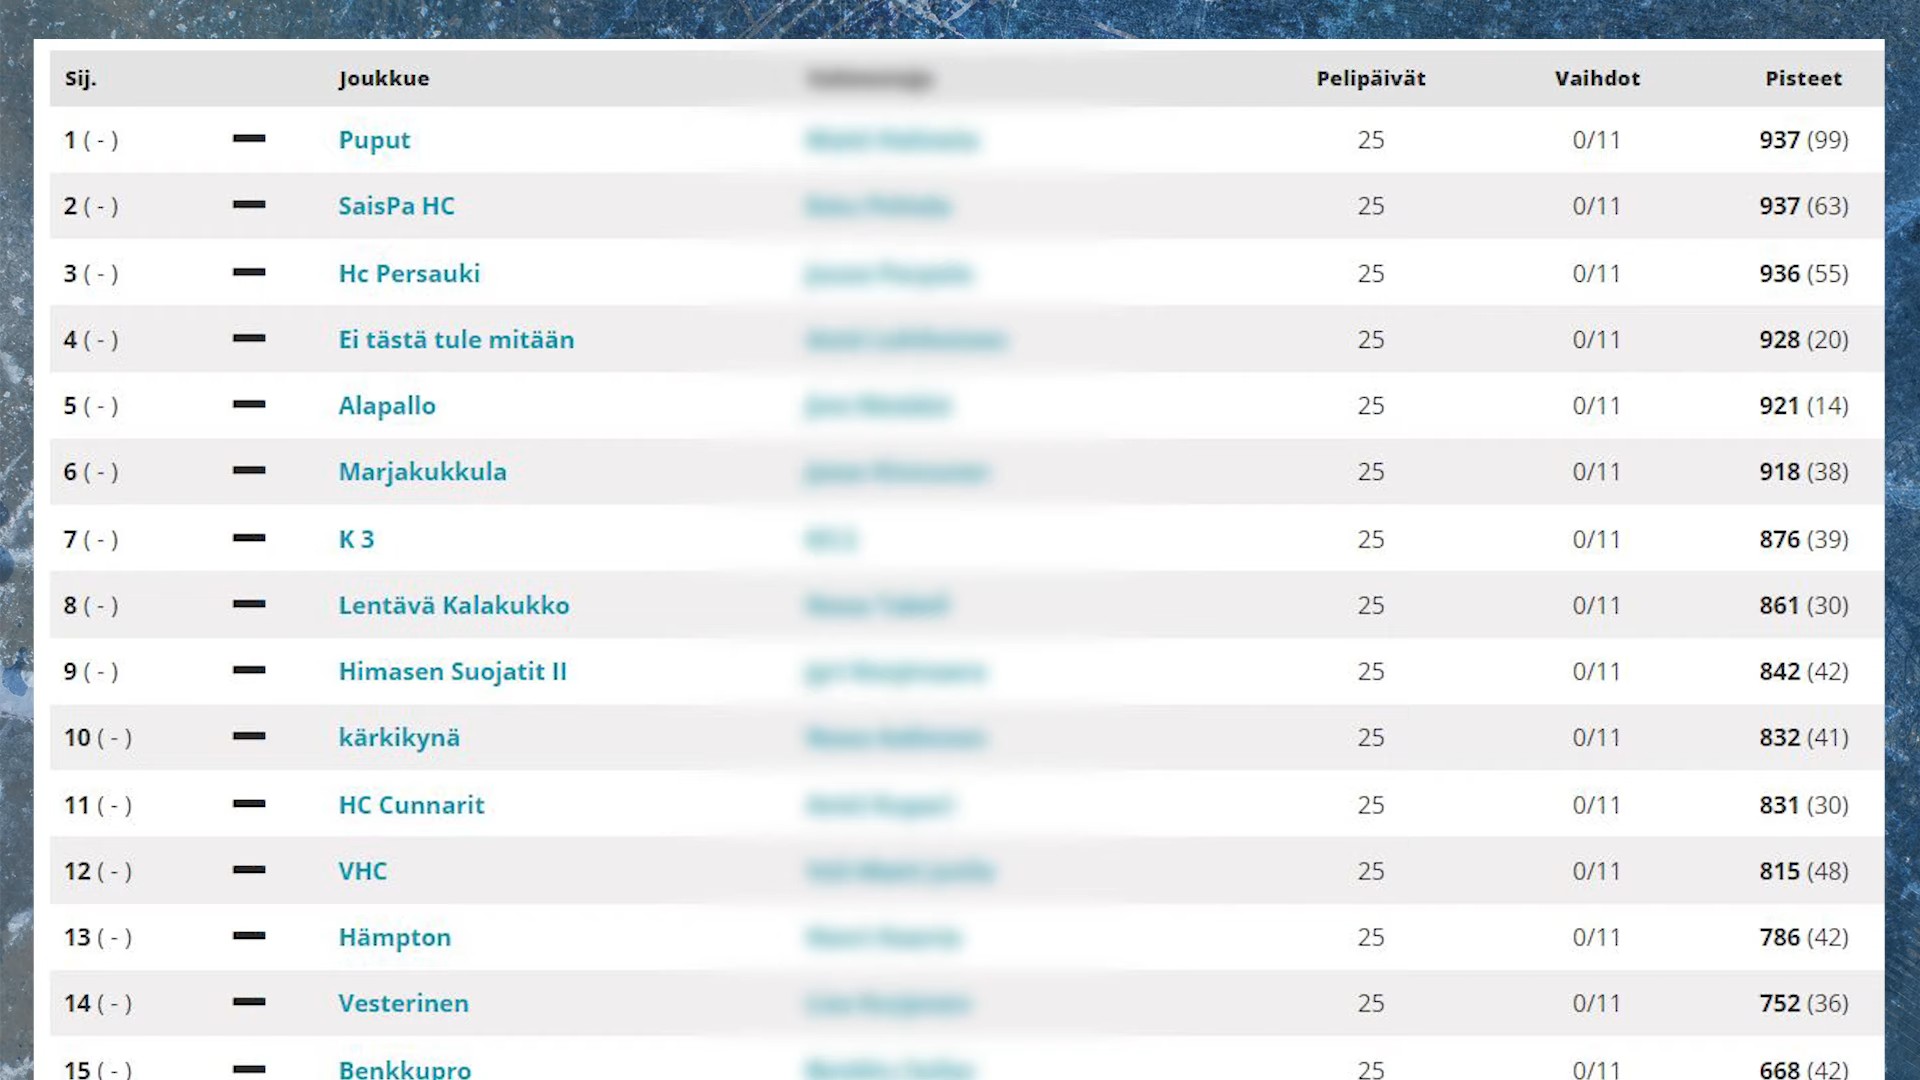 Sij. Joukkue Pelipäivät Vaihdot Pisteet
1 ( - ) Puput 25 0/11 937 (99)
2 ( - ) SaisPa HC 25 0/11 937 (63)
3 ( - ) Hc Persauki 25 0/11 936 (55)
4 ( - ) Ei tästä tule mitään 25 0/11 928 (20)
5 ( - ) Alapallo 25 0/11 921 (14)
6 ( - ) Marjakukkula 25 0/11 918 (38)
7 ( - ) K 3 25 0/11 876 (39)
8 ( - ) Lentävä Kalakukko 25 0/11 861 (30)
9 ( - ) Himasen Suojatit II 25 0/11 842 (42)
10 ( - ) kärkikynä 25 0/11 832 (41)
11 ( - ) HC Cunnarit 25 0/11 831 (30)
12 ( - ) VHC 25 0/11 815 (48)
13 ( - ) Hämpton 25 0/11 786 (42)
14 ( - ) Vesterinen 25 0/11 752 (36)
15 ( - ) Benkkupro 25 0/11 668 (42)